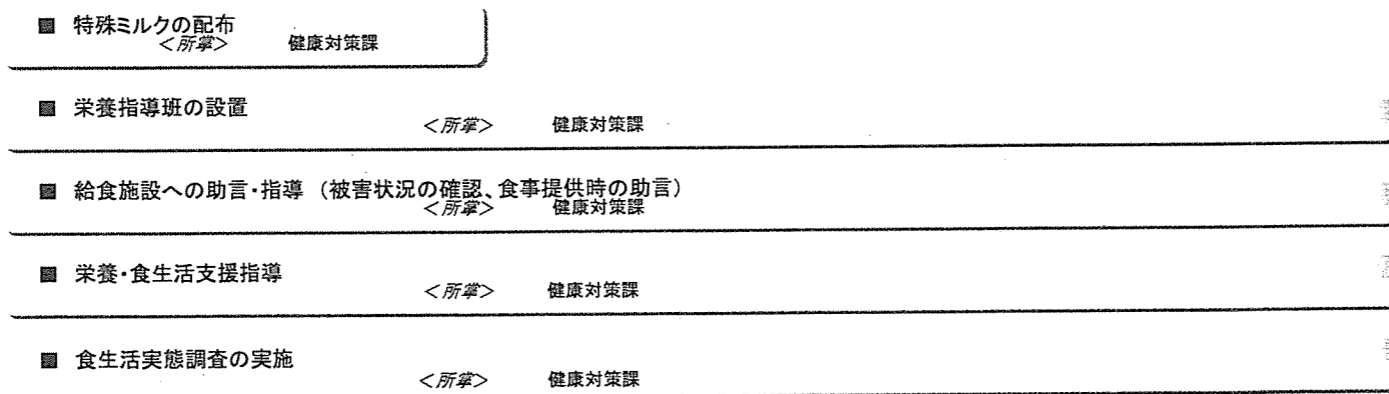 ■ 特殊ミルクの配布
＜所掌＞ 健康対策課
■ 栄養指導班の設置
＜所掌＞ 健康対策課
■ 給食施設への助言・指導 （被害状況の確認、食事提供時の助言）
＜所掌＞ 健康対策課
■ 栄養・食生活支援指導
＜所掌＞ 健康対策課
■ 食生活実態調査の実施
＜所掌＞ 健康対策課